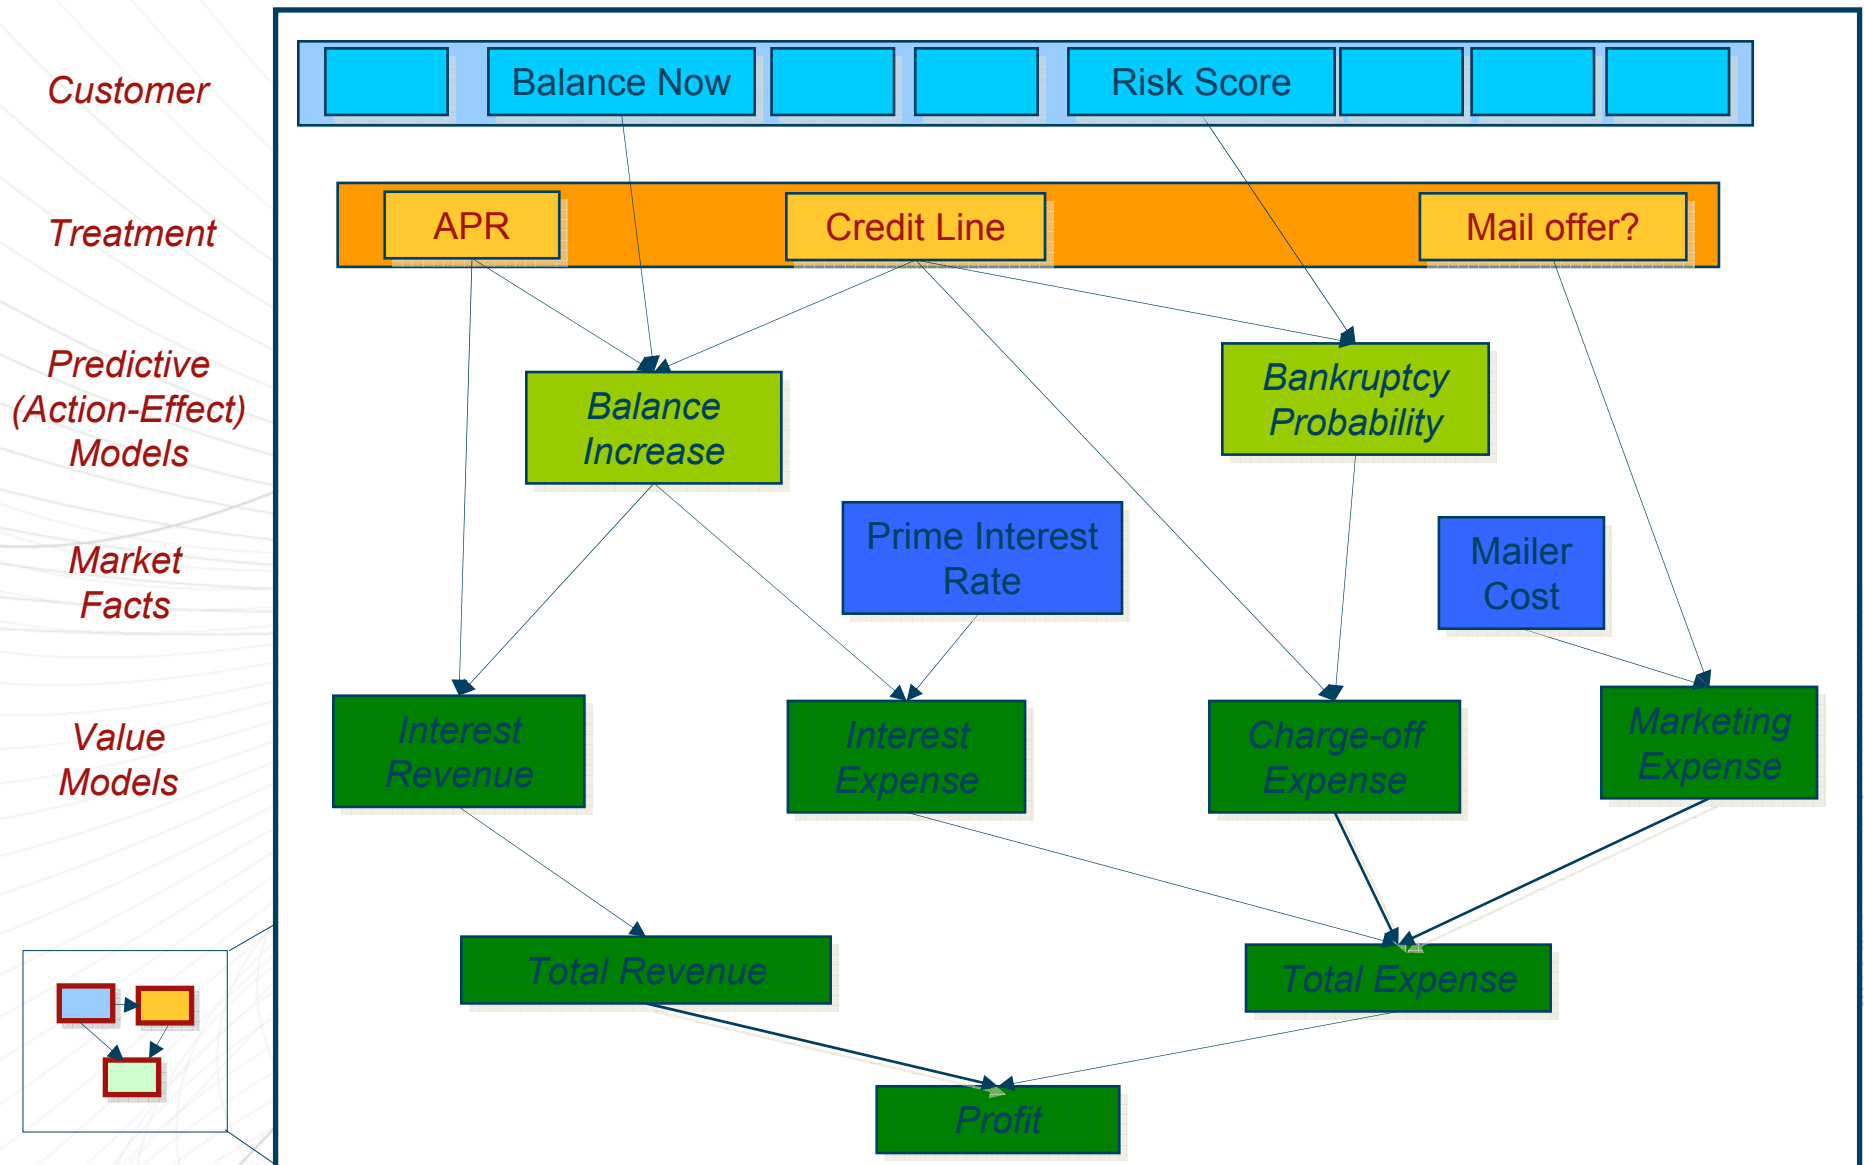 Customer
Balance Now
Risk Score
Treatment
APR
Credit Line
Mail offer?
Predictive
(Action-Effect)
Models
Balance
Increase
Bankruptcy
Probability
Market
Facts
Prime Interest
Rate
Mailer
Cost
Value
Models
Interest
Revenue
Interest
Expense
Charge-off
Expense
Marketing
Expense
Total Revenue
Total Expense
Profit